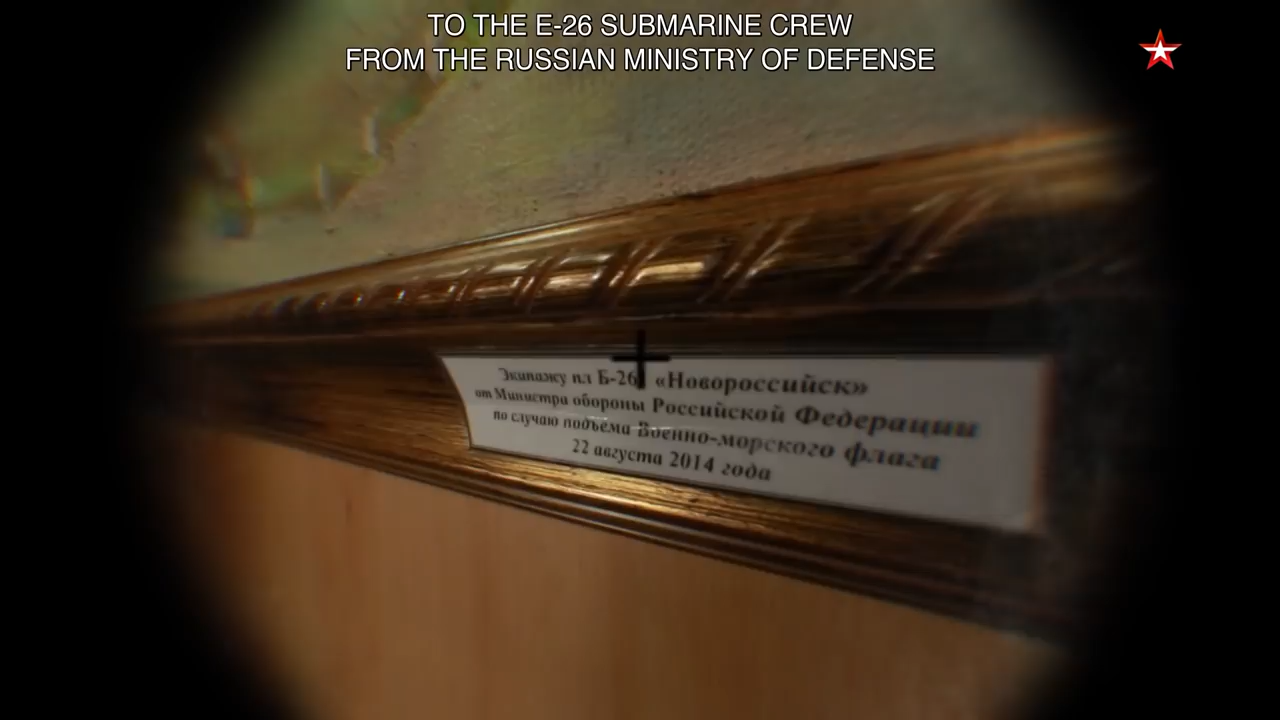 TO THE E-26 SUBMARINE CREW
FROM THE RUSSIAN MINISTRY OF DEFENSE
Экипажу пл Б-26 «Новороссийск»
от Министра обороны Российской Федерации
по случаю подъёма Военно-морского флага
22 августа 2014 года